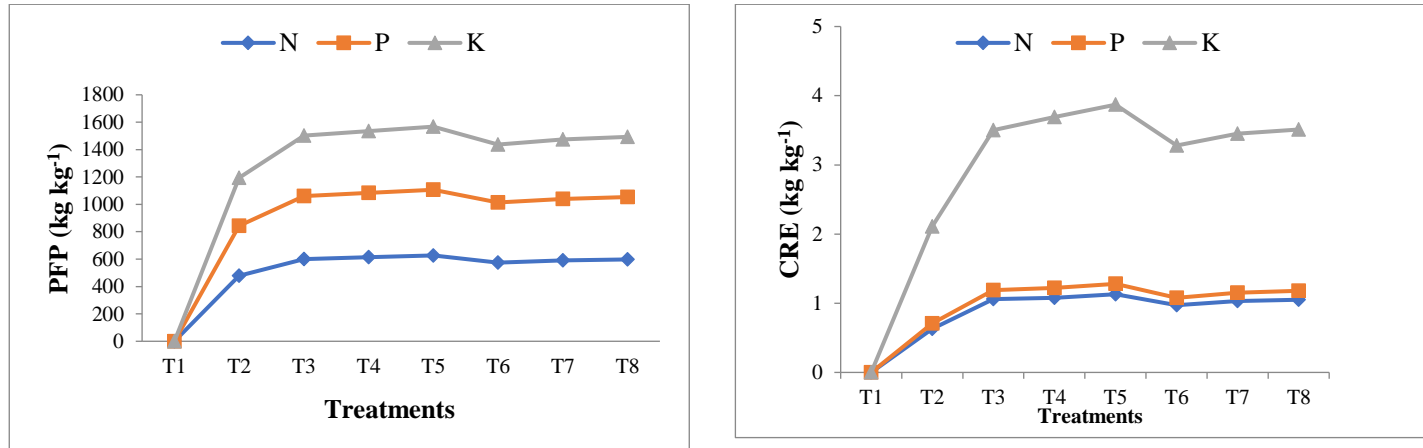 N P K
PFP (kg kg-1)
1800
1600
1400
1200
1000
800
600
400
200
0
T1 T2 T3 T4 T5 T6 T7 T8
Treatments
N P K
CRE (kg kg-1)
5
4
3
2
1
0
T1 T2 T3 T4 T5 T6 T7 T8
Treatments